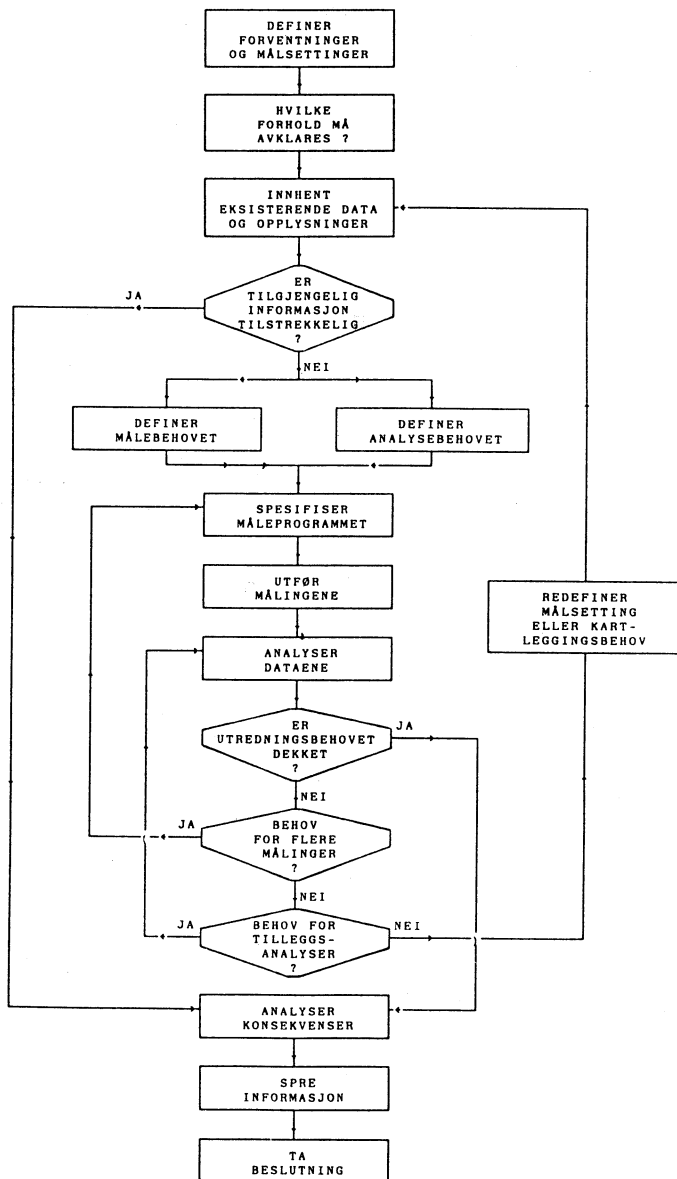 DEFINER
FORVENTNINGER
OG MÅLSETTINGER
HVILKE
FORHOLD MÅ
AVKLARES ?
INNHENT
EKSISTERENDE DATA
OG OPPLYSNINGER
ER
TILGJENGELIG
INFORMASJON
TILSTREKKELIG
?
JA
NEI
DEFINER
MÅLEBEHOVET
DEFINER
ANALYSEBEHOVET
SPESIFISER
MÅLEPROGRAMMET
UTFØR
MÅLINGENE
REDEFINER
MÅLSETTING
ELLER KART-
LEGGINGSBEHOV
ANALYSER
DATAENE
ER
UTREDNINGSBEHOVET
DEKKET
?
JA
NEI
BEHOV
FOR FLERE
MÅLINGER
?
JA
NEI
BEHOV FOR
TILLEGGS-
ANALYSER
?
JA
NEI
ANALYSER
KONSEKVENSER
SPRE
INFORMASJON
TA
BESLUTNING